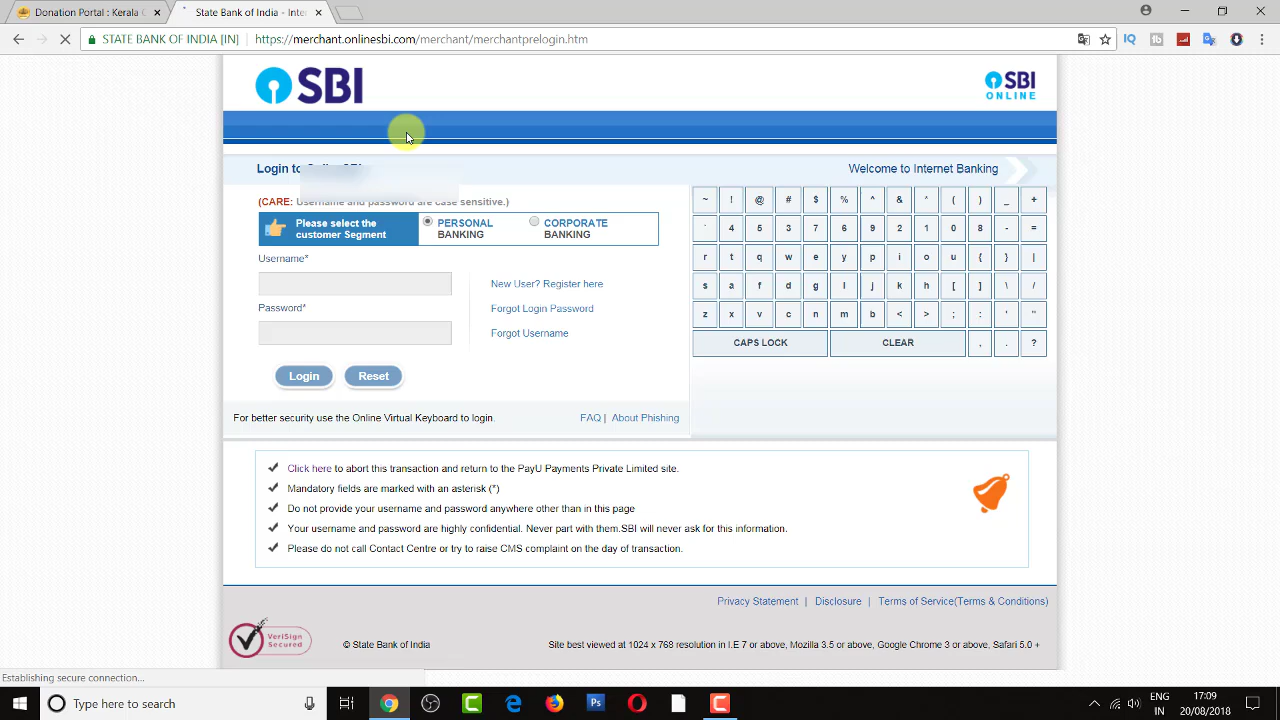 Donation Portal : Kerala C
State Bank of India - Inte
STATE BANK OF INDIA [IN] https://merchant.onlinesbi.com/merchant/merchantprelogin.htm
SBI
SBI
ONLINE
Login to
Welcome to Internet Banking
(CARE: Username and password are case sensitive.)
Please select the
customer Segment
PERSONAL
BANKING
CORPORATE
BANKING
Username*
New User? Register here
Password*
Forgot Login Password
Forgot Username
Login Reset
For better security use the Online Virtual Keyboard to login.
FAQ | About Phishing
~ ! @ # $ % ^ & * ( ) _ +
` 4 5 3 7 6 9 2 1 0 8 - =
r t q w e y p i o u { } |
s a f d g l j k h [ ] \ /
z x v c n m b < > ; : ' "
CAPS LOCK CLEAR , . ?
Click here to abort this transaction and return to the PayU Payments Private Limited site.
Mandatory fields are marked with an asterisk (*)
Do not provide your username and password anywhere other than in this page
Your username and password are highly confidential. Never part with them.SBI will never ask for this information.
Please do not call Contact Centre or try to raise CMS complaint on the day of transaction.
Privacy Statement | Disclosure | Terms of Service(Terms & Conditions)
VeriSign
Secured
© State Bank of India
Site best viewed at 1024 x 768 resolution in I.E 7 or above, Mozilla 3.5 or above, Google Chrome 3 or above, Safari 5.0 +
Establishing secure connection...
Type here to search
ENG
IN
17:09
20/08/2018